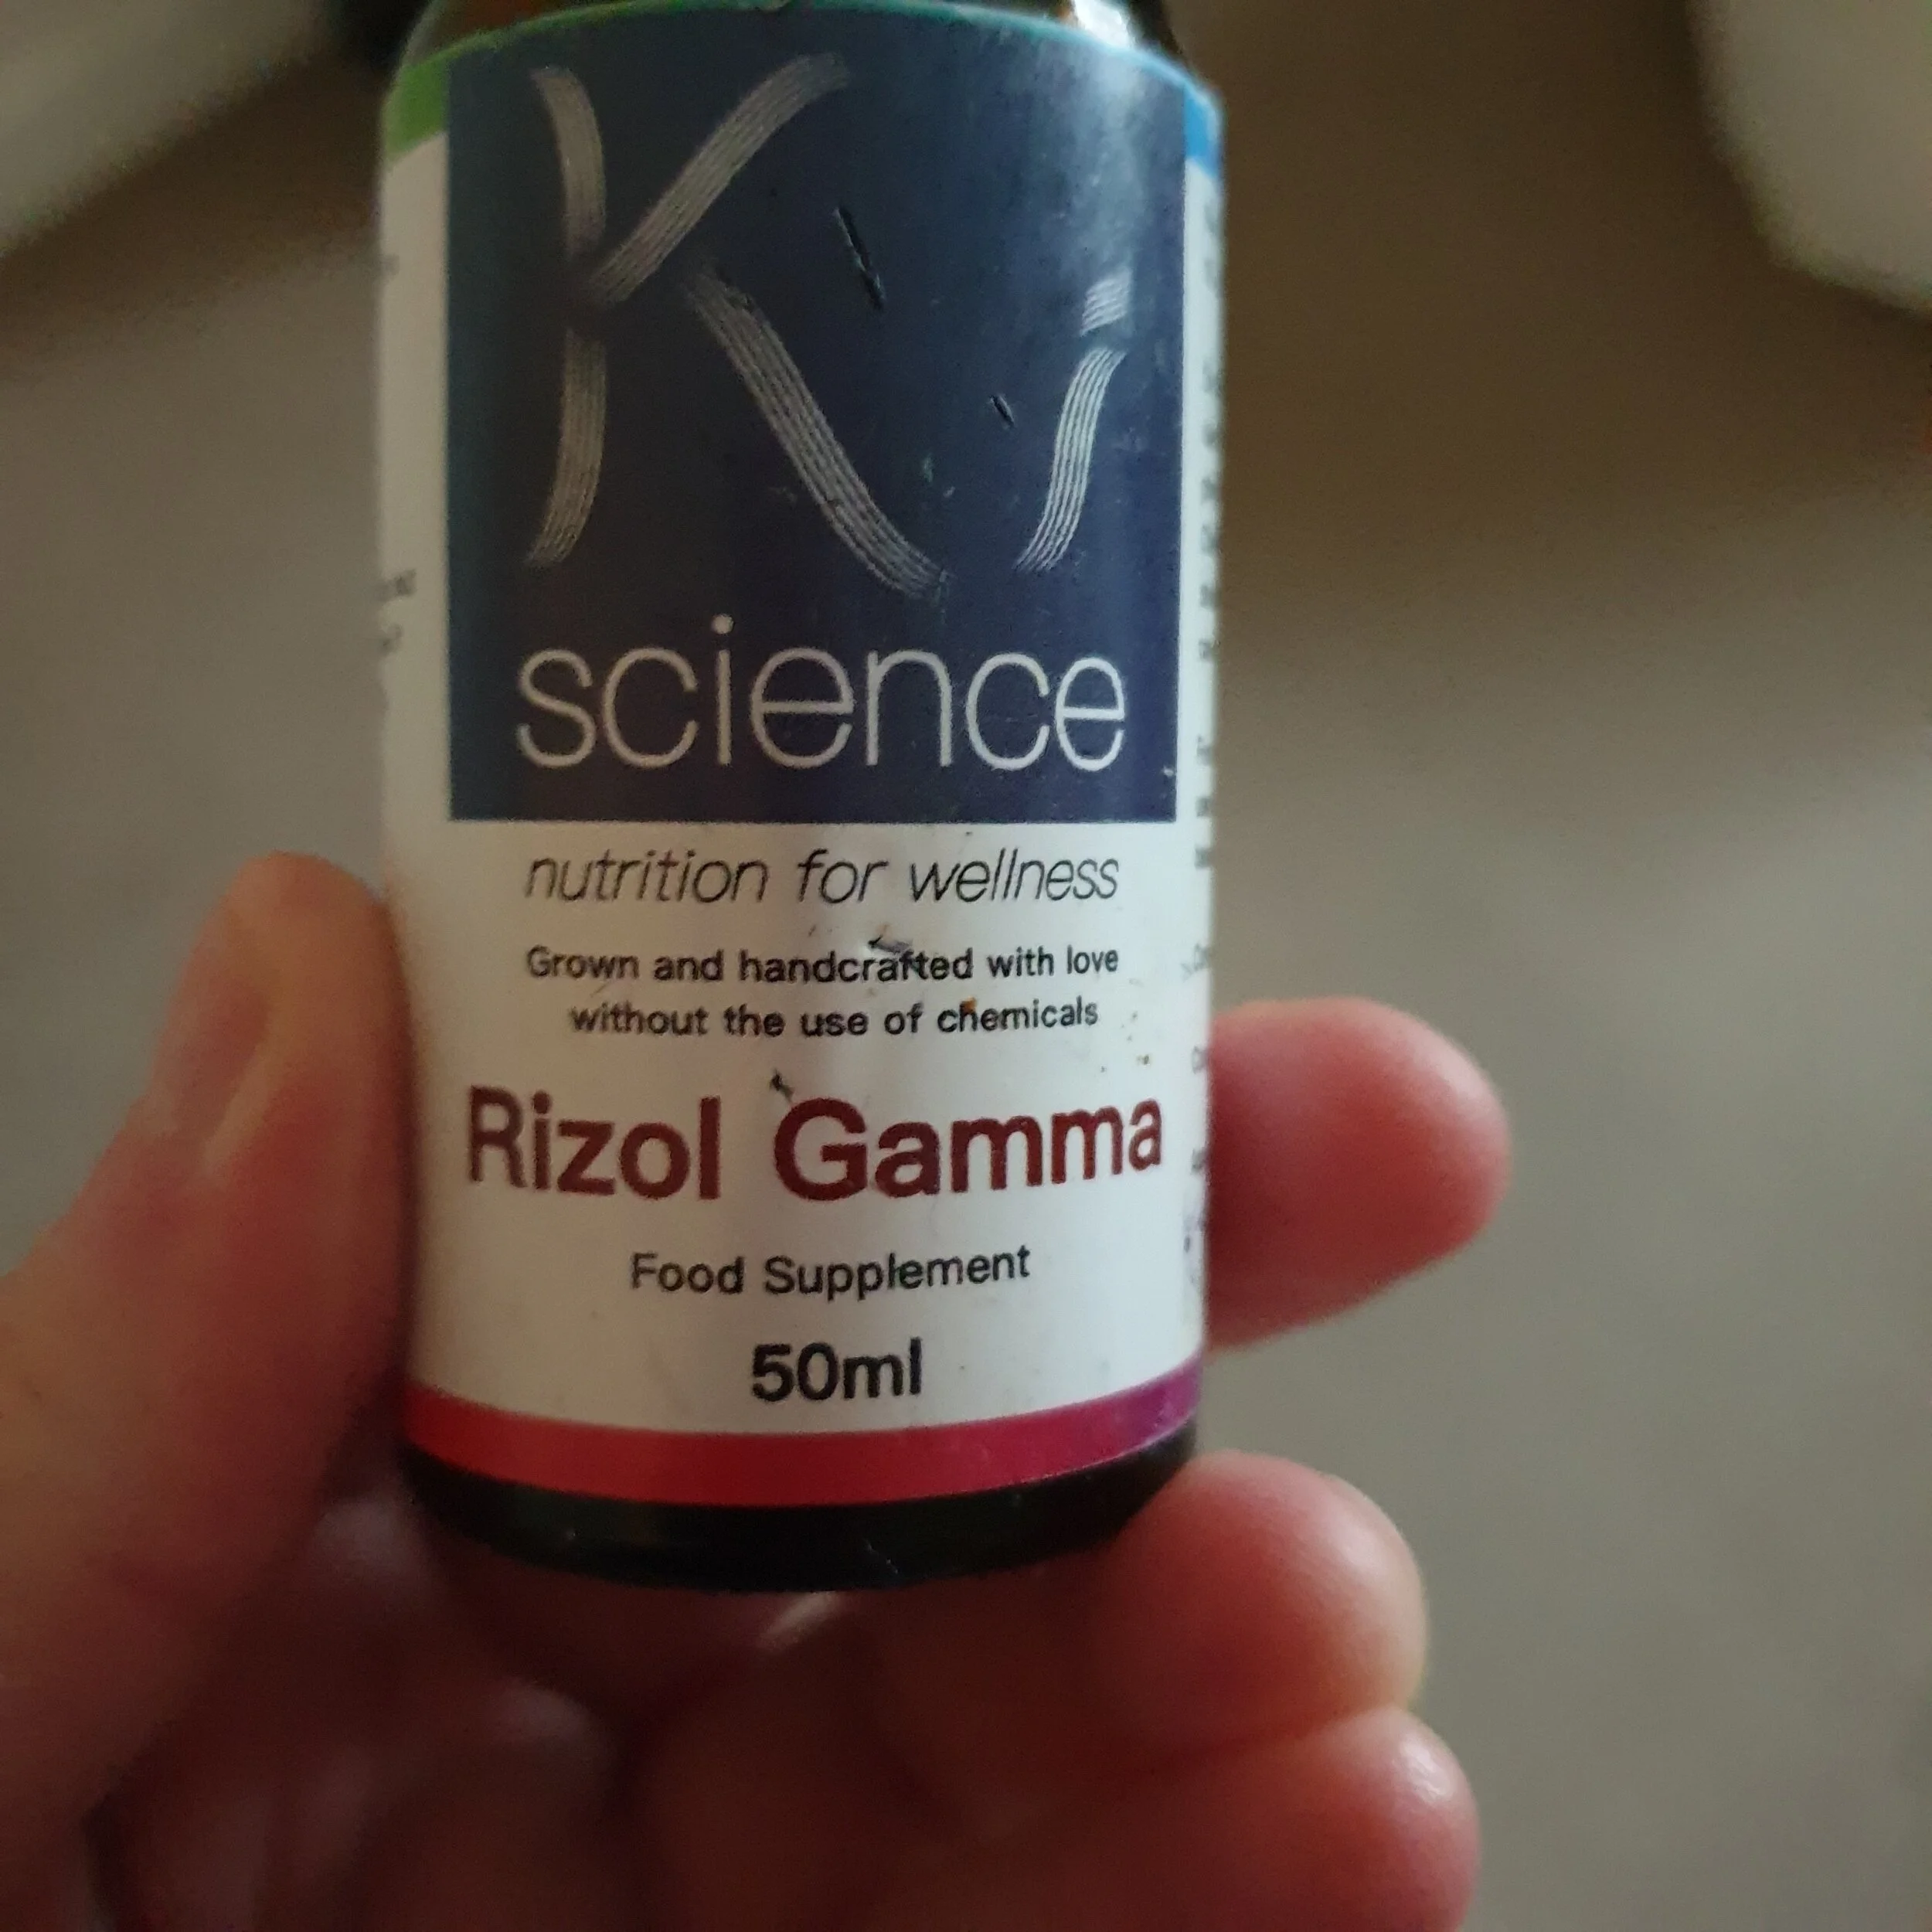 Ki
science
nutrition for wellness
Grown and handcrafted with love
without the use of chemicals
Rizol Gamma
Food Supplement
50ml